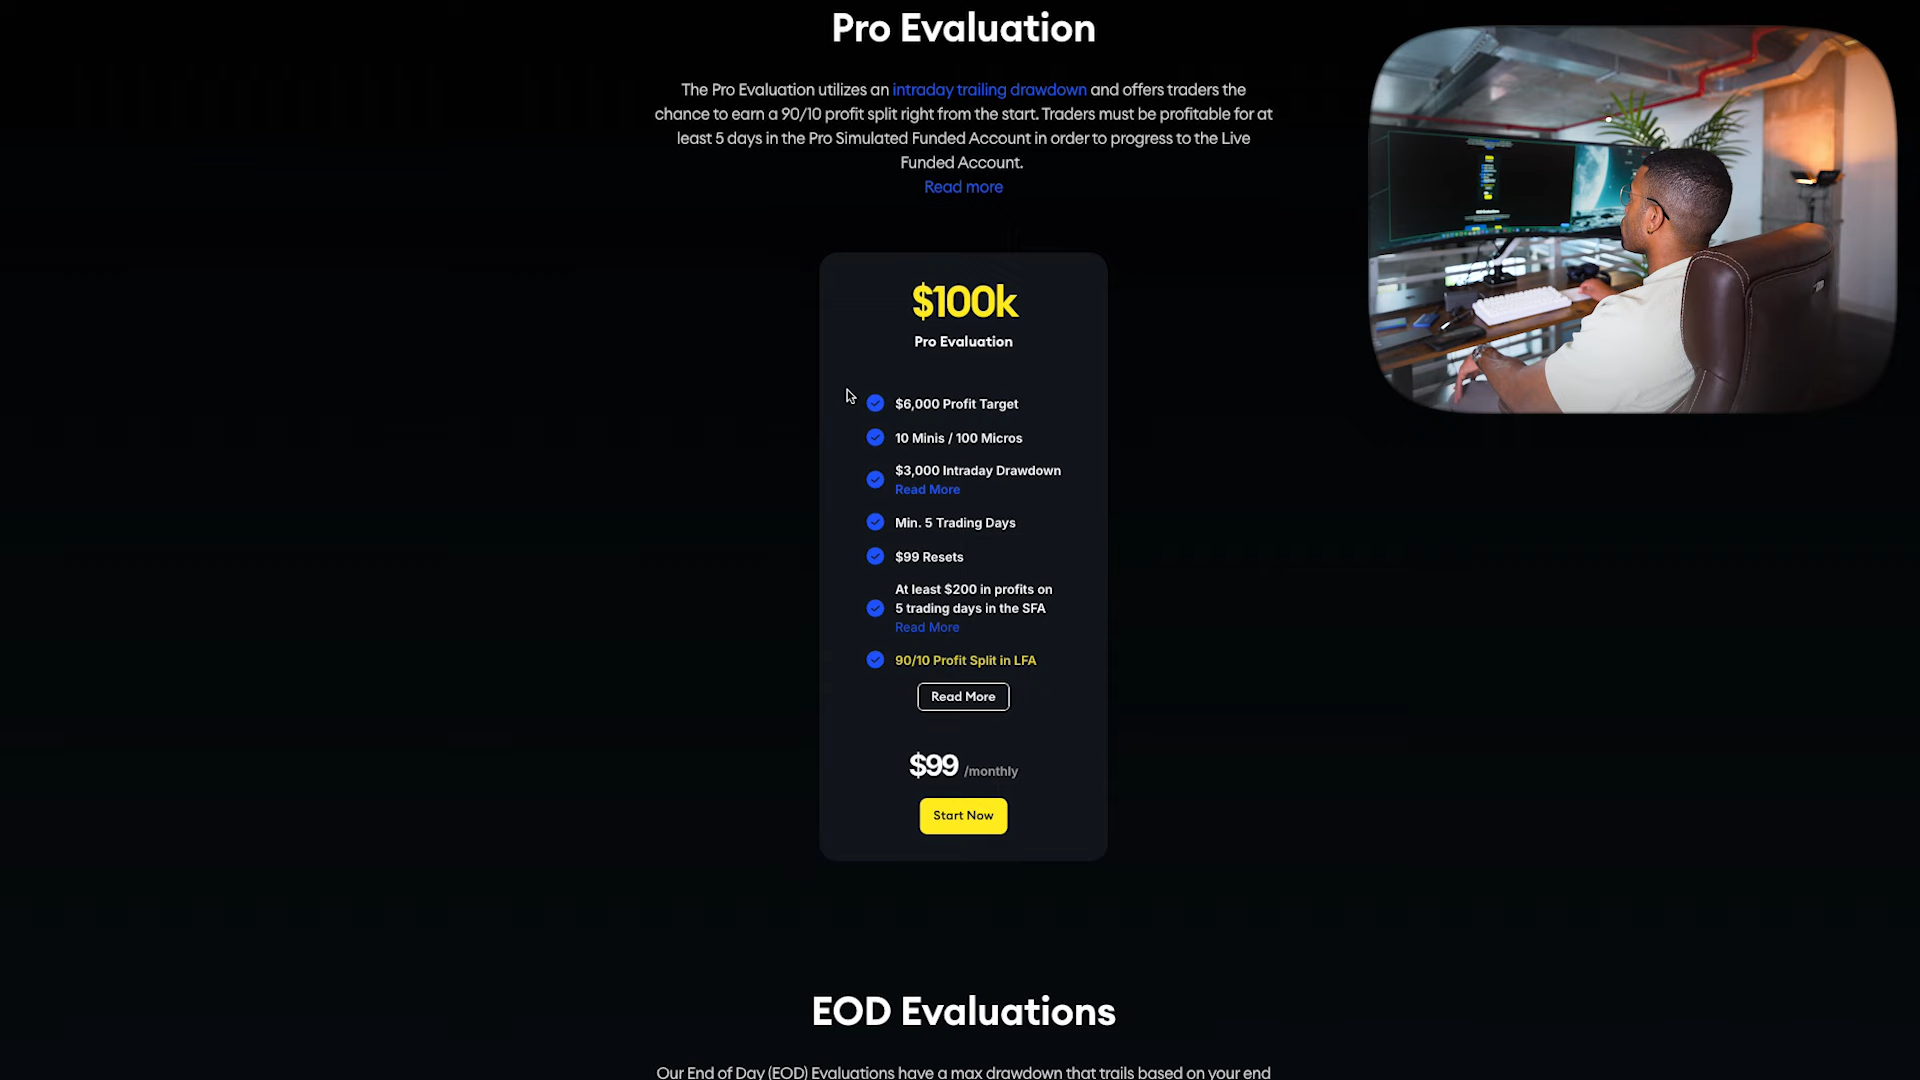 Pro Evaluation
The Pro Evaluation utilizes an intraday trailing drawdown and offers traders the
chance to earn a 90/10 profit split right from the start. Traders must be profitable for at
least 5 days in the Pro Simulated Funded Account in order to progress to the Live
Funded Account.
Read more
$100k
Pro Evaluation
$6,000 Profit Target
10 Minis / 100 Micros
$3,000 Intraday Drawdown
Read More
Min. 5 Trading Days
$99 Resets
At least $200 in profits on
5 trading days in the SFA
Read More
90/10 Profit Split in LFA
Read More
$99 /monthly
Start Now
EOD Evaluations
Our End of Day (EOD) Evaluations have a max drawdown that trails based on your end